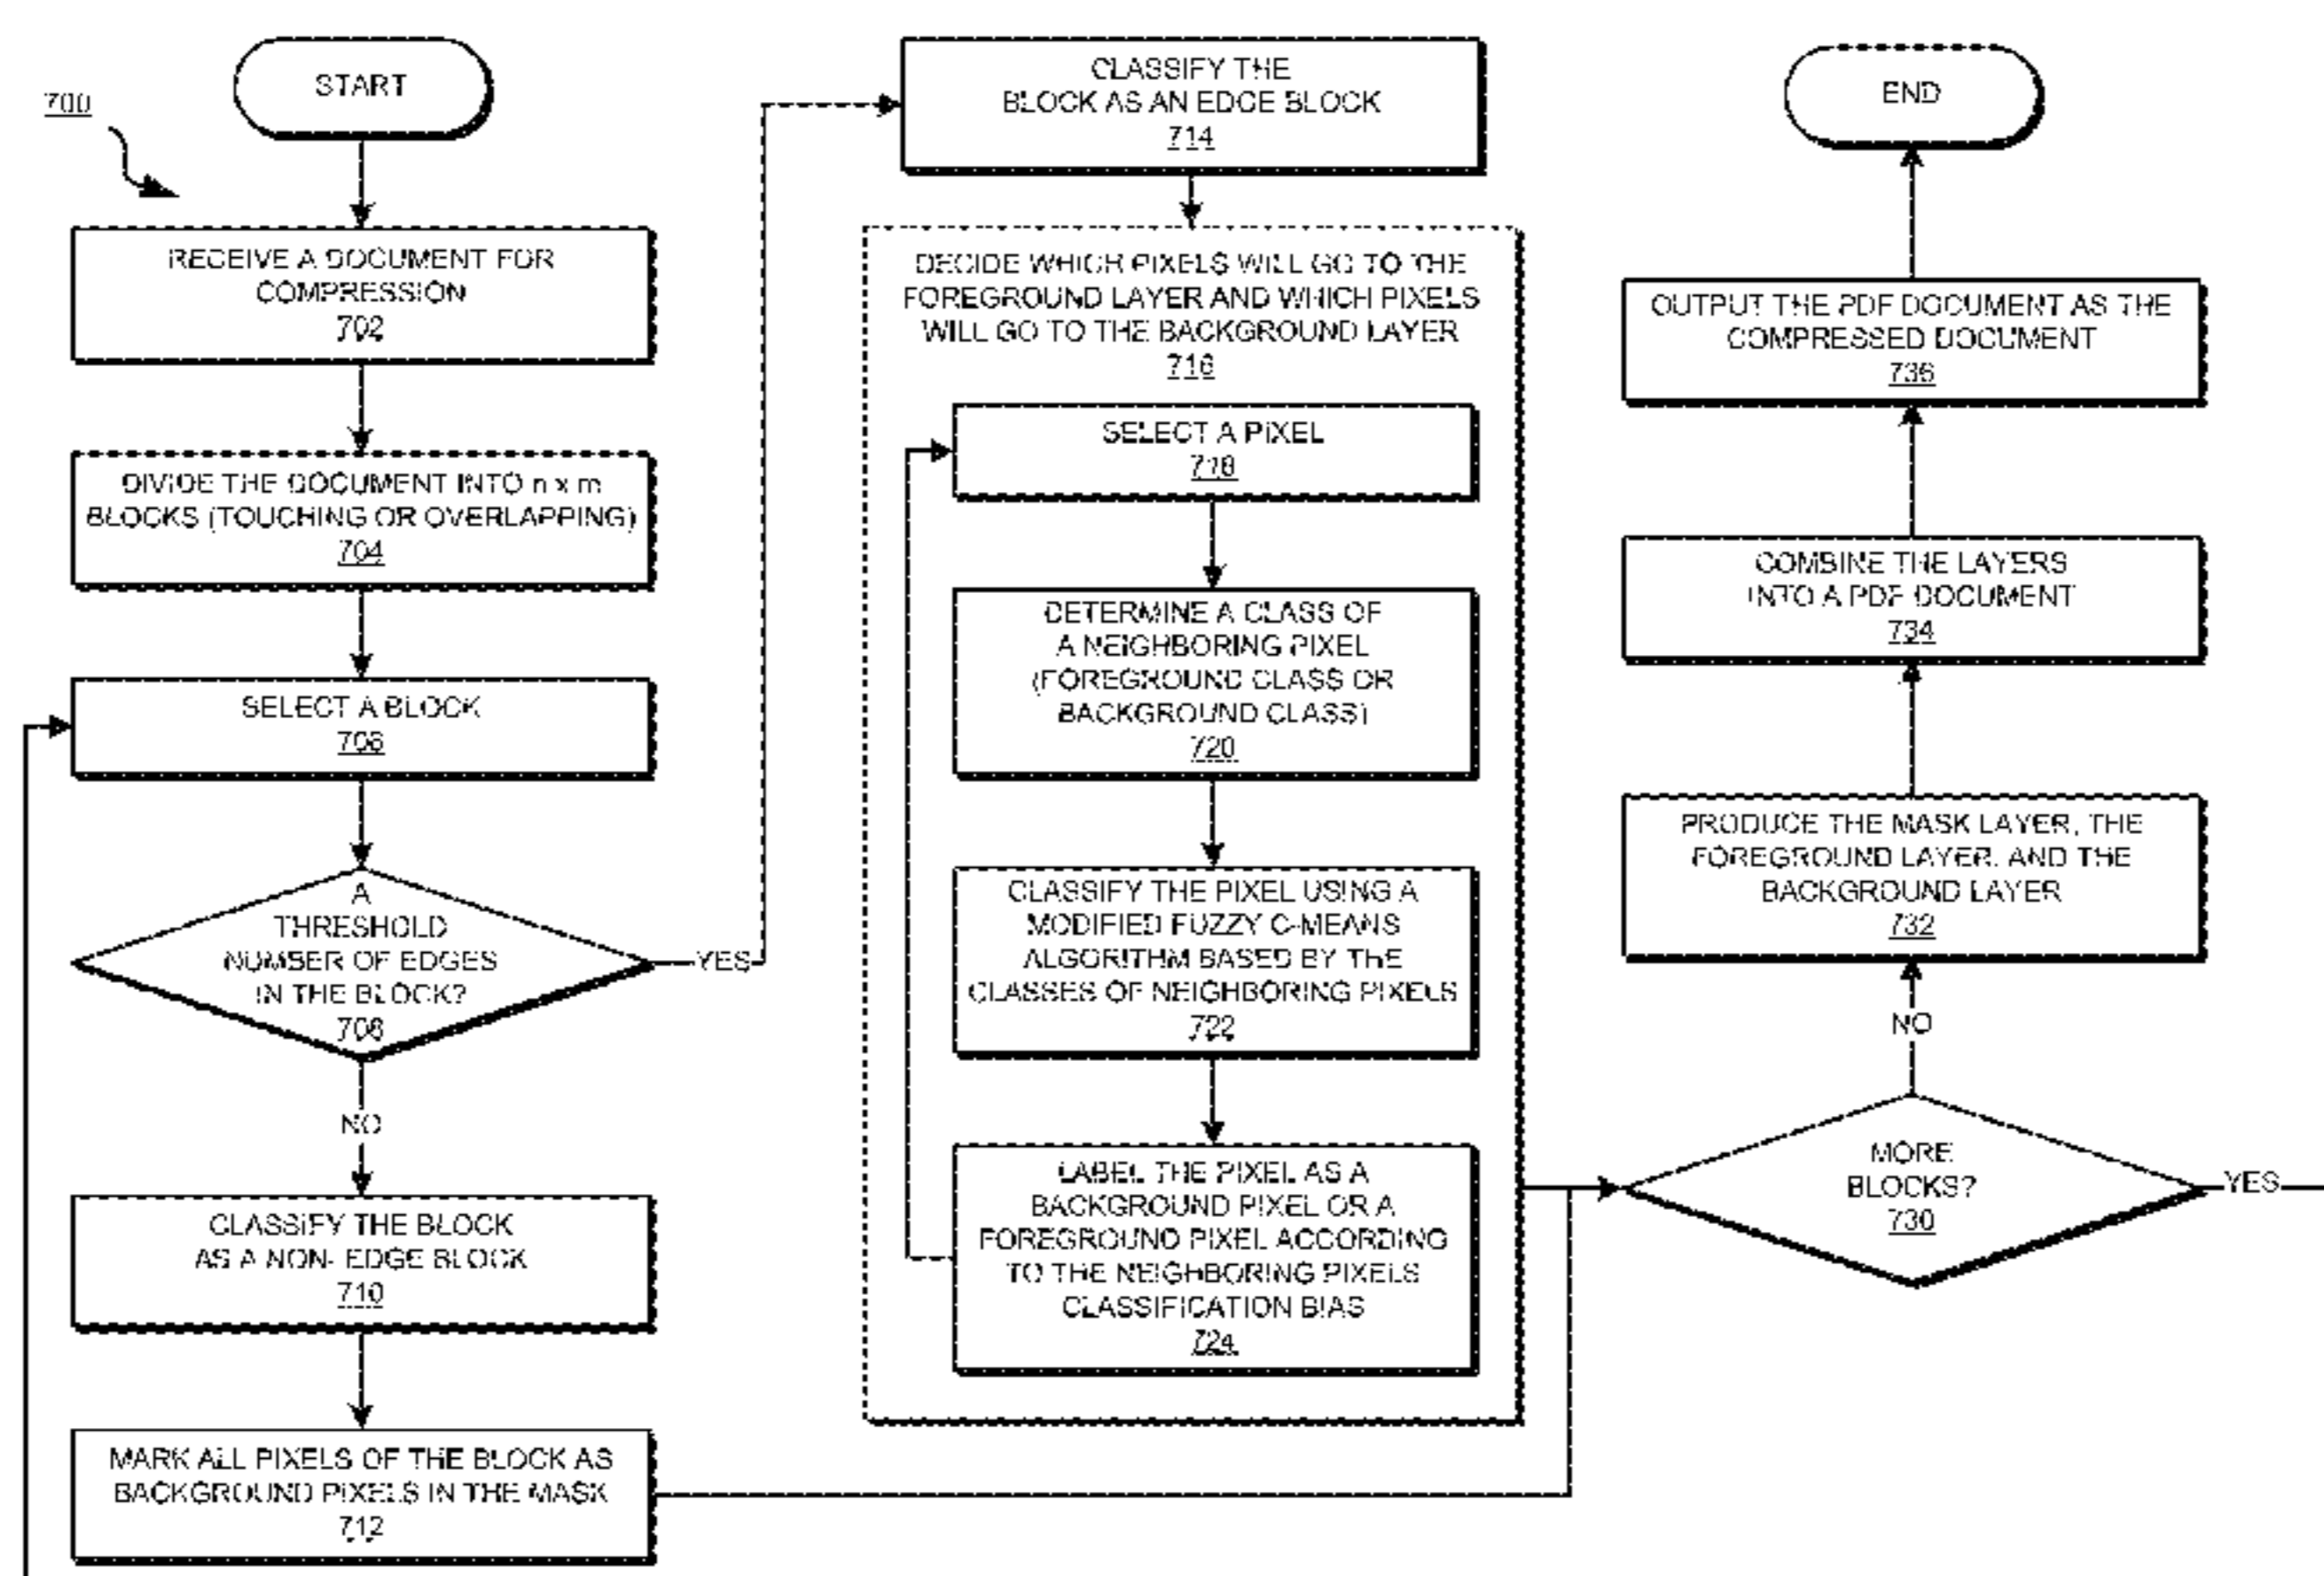 700
START
RECEIVE A DOCUMENT FOR
COMPRESSION
702
DIVIDE THE DOCUMENT INTO n x m
BLOCKS (TOUCHING OR OVERLAPPING)
704
SELECT A BLOCK
706
A
THRESHOLD
NUMBER OF EDGES
IN THE BLOCK?
708
YES
NO
CLASSIFY THE BLOCK
AS A NON- EDGE BLOCK
710
MARK ALL PIXELS OF THE BLOCK AS
BACKGROUND PIXELS IN THE MASK
712
CLASSIFY THE
BLOCK AS AN EDGE BLOCK
714
DECIDE WHICH PIXELS WILL GO TO THE
FOREGROUND LAYER AND WHICH PIXELS
WILL GO TO THE BACKGROUND LAYER
716
SELECT A PIXEL
718
DETERMINE A CLASS OF
A NEIGHBORING PIXEL
(FOREGROUND CLASS OR
BACKGROUND CLASS)
720
CLASSIFY THE PIXEL USING A
MODIFIED FUZZY C-MEANS
ALGORITHM BASED BY THE
CLASSES OF NEIGHBORING PIXELS
722
LABEL THE PIXEL AS A
BACKGROUND PIXEL OR A
FOREGROUND PIXEL ACCORDING
TO THE NEIGHBORING PIXELS
CLASSIFICATION BIAS
724
END
OUTPUT THE PDF DOCUMENT AS THE
COMPRESSED DOCUMENT
736
COMBINE THE LAYERS
INTO A PDF DOCUMENT
734
PRODUCE THE MASK LAYER, THE
FOREGROUND LAYER, AND THE
BACKGROUND LAYER
732
NO
MORE
BLOCKS?
730
YES